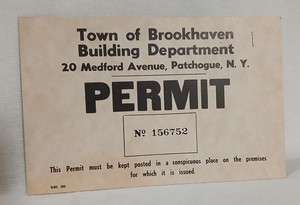 Town of Brookhaven
Building Department
20 Medford Avenue, Patchogue, N. Y.
PERMIT
Nº 156752
This Permit must be kept posted in a conspicuous place on the premises
for which it is issued.